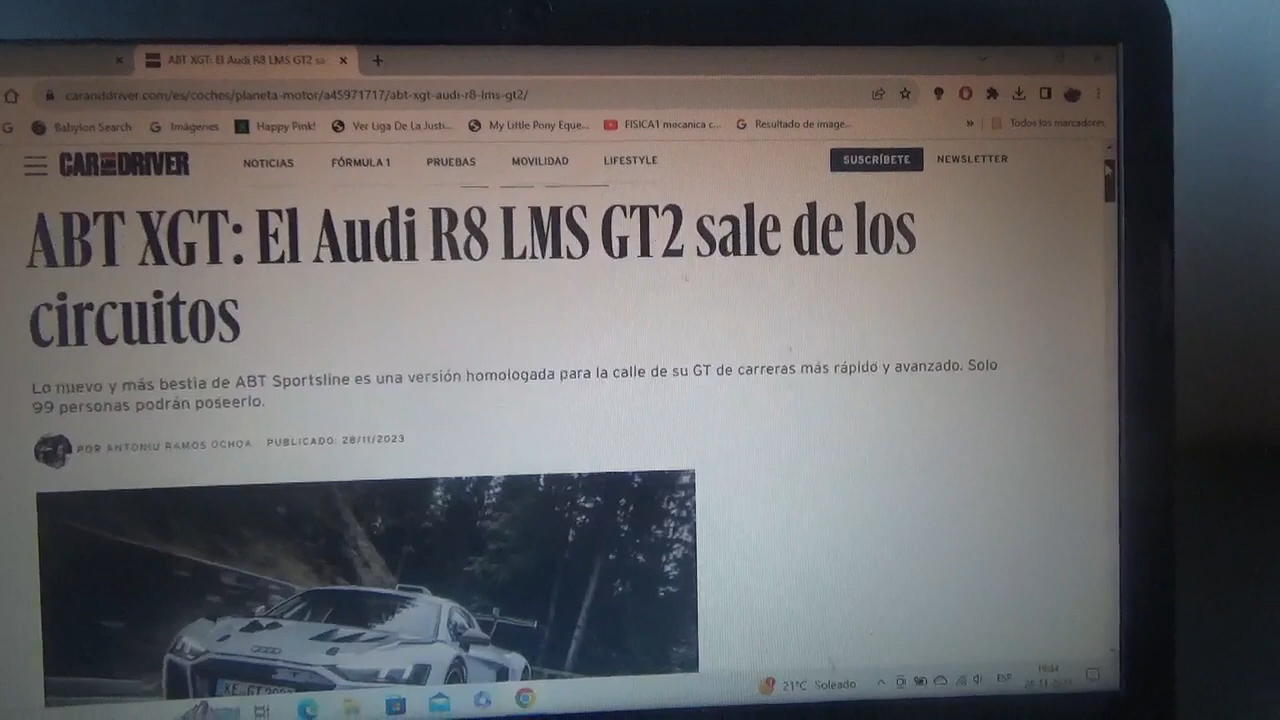 ABT XGT: El Audi R8 LMS GT2 sa
caranddriver.com/es/coches/planeta-motor/a45971717/abt-xgt-audi-r8-lms-gt2/
Babylon Search Imágenes Happy Pink! Ver Liga De La Justi... My Little Pony Eque... FISICA1 mecanica c... Resultado de image... » Todos los marcadores
CAR AND DRIVER NOTICIAS FÓRMULA 1 PRUEBAS MOVILIDAD LIFESTYLE SUSCRÍBETE NEWSLETTER
ABT XGT: El Audi R8 LMS GT2 sale de los
circuitos
Lo nuevo y más bestia de ABT Sportsline es una versión homologada para la calle de su GT de carreras más rápido y avanzado. Solo
99 personas podrán poseerlo.
POR ANTONIO RAMOS OCHOA PUBLICADO: 28/11/2023
21°C Soleado ESP